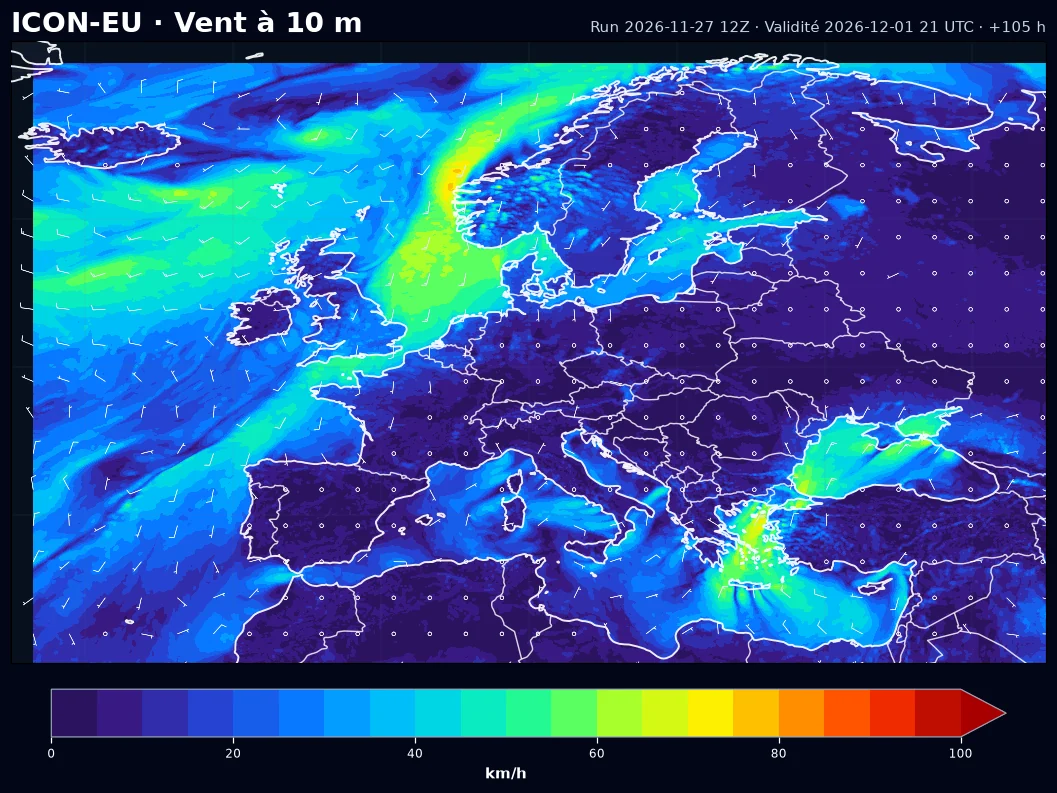 ICON-EU · Vent à 10 m
Run 2026-11-27 12Z · Validité 2026-12-01 21 UTC · +105 h
0 20 40 60 80 100
km/h